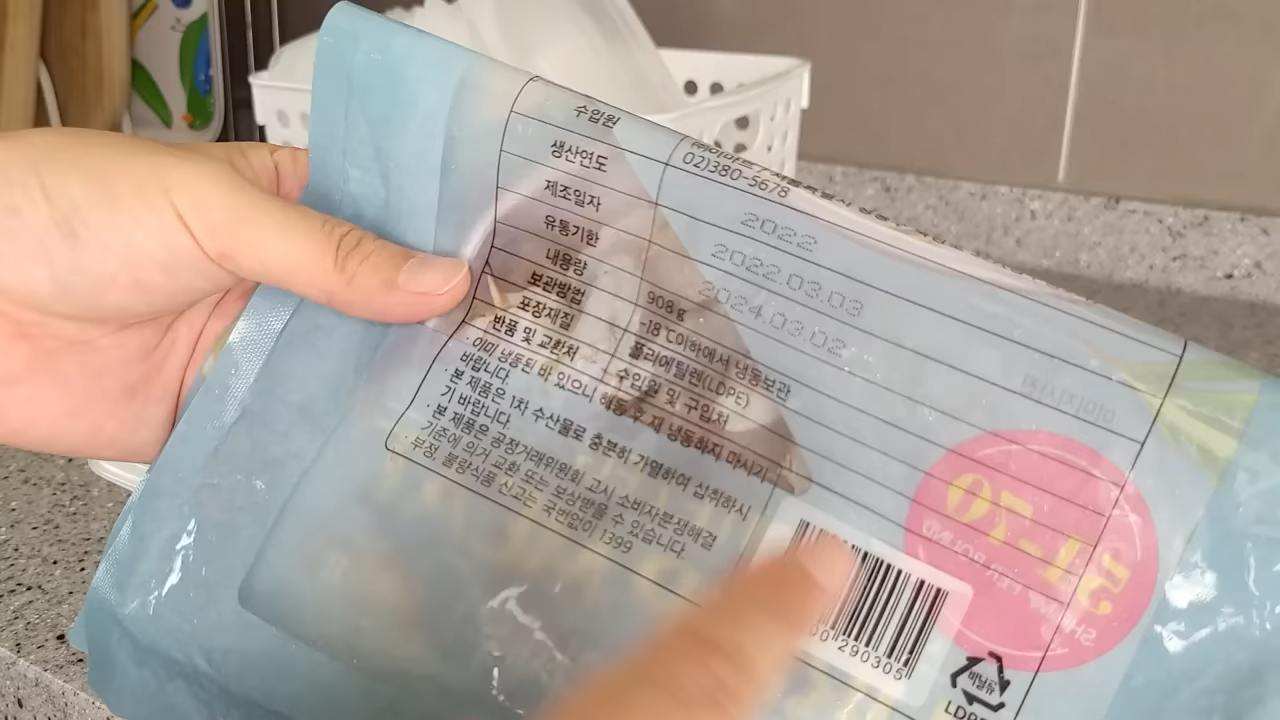 수입원
02)380-5678
생산연도 2022
제조일자 2022.03.03
유통기한 2024.03.02
내용량 908g
보관방법 -18℃이하에서 냉동보관
포장재질 폴리에틸렌(LDPE)
반품 및 교환처 수입원 및 구입처
· 이미 냉동된 바 있으니 해동 후 재 냉동하지 마시기
바랍니다.
· 본 제품은 1차 수산물로 충분히 가열하여 섭취하시
기 바랍니다.
· 본 제품은 공정거래위원회 고시 소비자분쟁해결
기준에 의거 교환 또는 보상받을 수 있습니다.
· 부정, 불량식품 신고는 국번없이 1399
51-70
SHRIMP PER POUND
290305
비닐류
LDPE